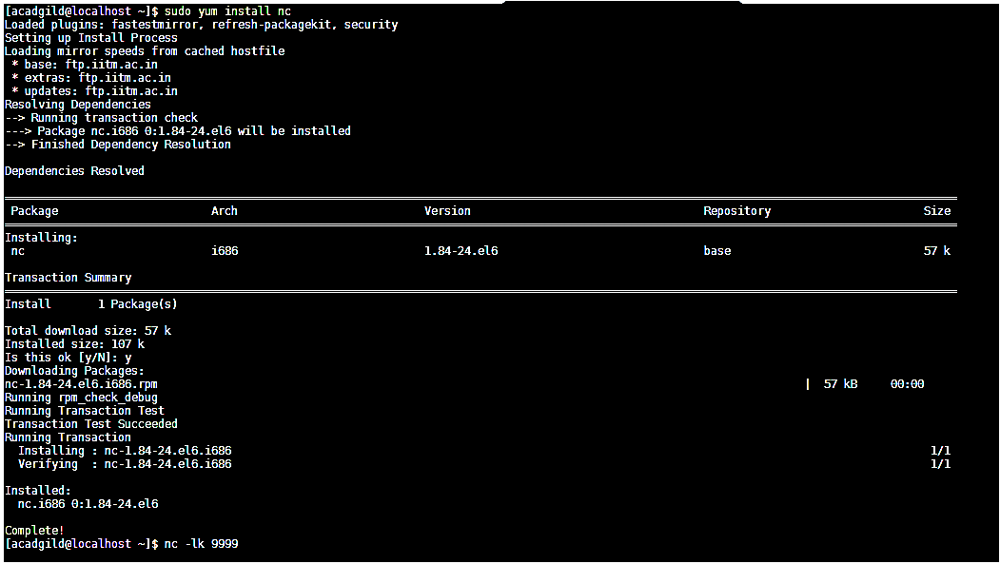 [acadgild@localhost ~]$ sudo yum install nc
Loaded plugins: fastestmirror, refresh-packagekit, security
Setting up Install Process
Loading mirror speeds from cached hostfile
 * base: ftp.iitm.ac.in
 * extras: ftp.iitm.ac.in
 * updates: ftp.iitm.ac.in
Resolving Dependencies
--> Running transaction check
---> Package nc.i686 0:1.84-24.el6 will be installed
--> Finished Dependency Resolution
Dependencies Resolved
Package Arch Version Repository Size
Installing:
 nc i686 1.84-24.el6 base 57 k
Transaction Summary
Install 1 Package(s)
Total download size: 57 k
Installed size: 107 k
Is this ok [y/N]: y
Downloading Packages:
nc-1.84-24.el6.i686.rpm | 57 kB 00:00
Running rpm_check_debug
Running Transaction Test
Transaction Test Succeeded
Running Transaction
  Installing : nc-1.84-24.el6.i686 1/1
  Verifying  : nc-1.84-24.el6.i686 1/1
Installed:
  nc.i686 0:1.84-24.el6
Complete!
[acadgild@localhost ~]$ nc -lk 9999